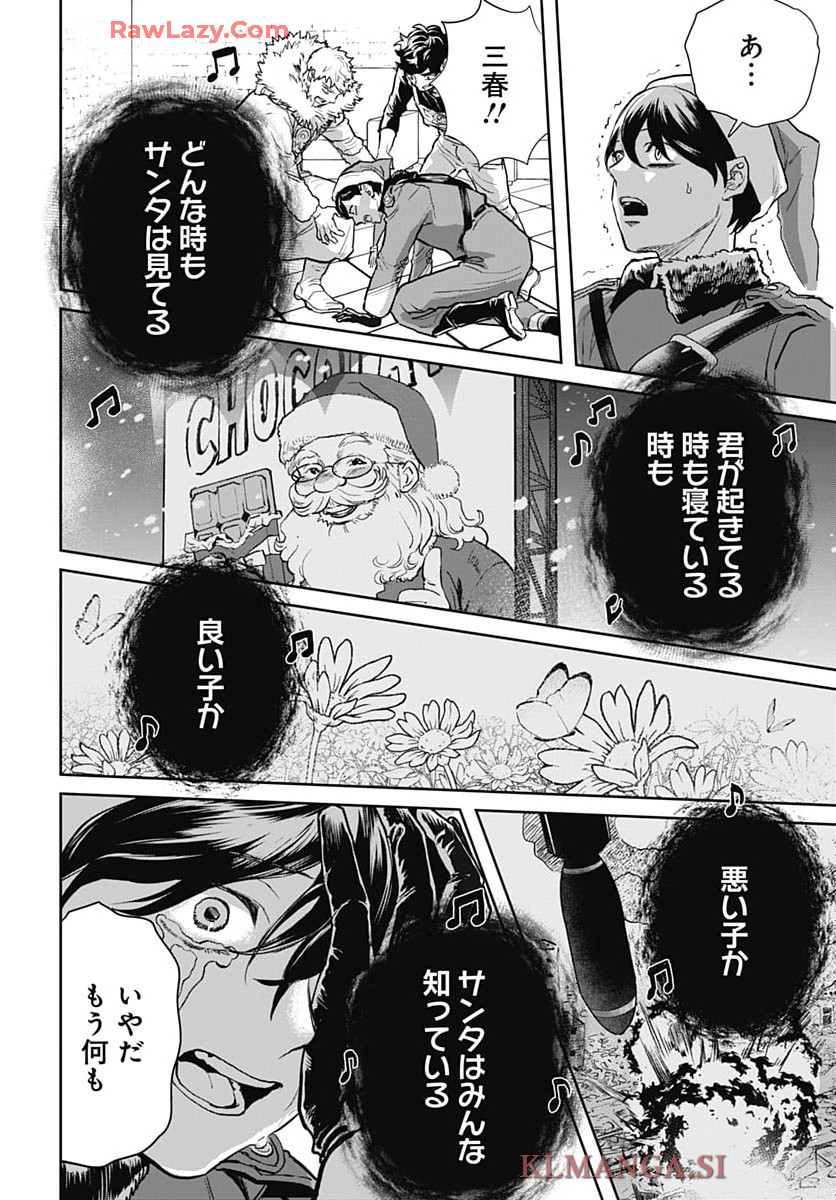 RawLazy.Com
あ…
三春!!
どんな時も
サンタは見てる
CHOCOLAT
君が起きてる
時も寝ている
時も
良い子か
悪い子か
サンタはみんな
知っている
いやだ
もう何も
KLMANGA.SI